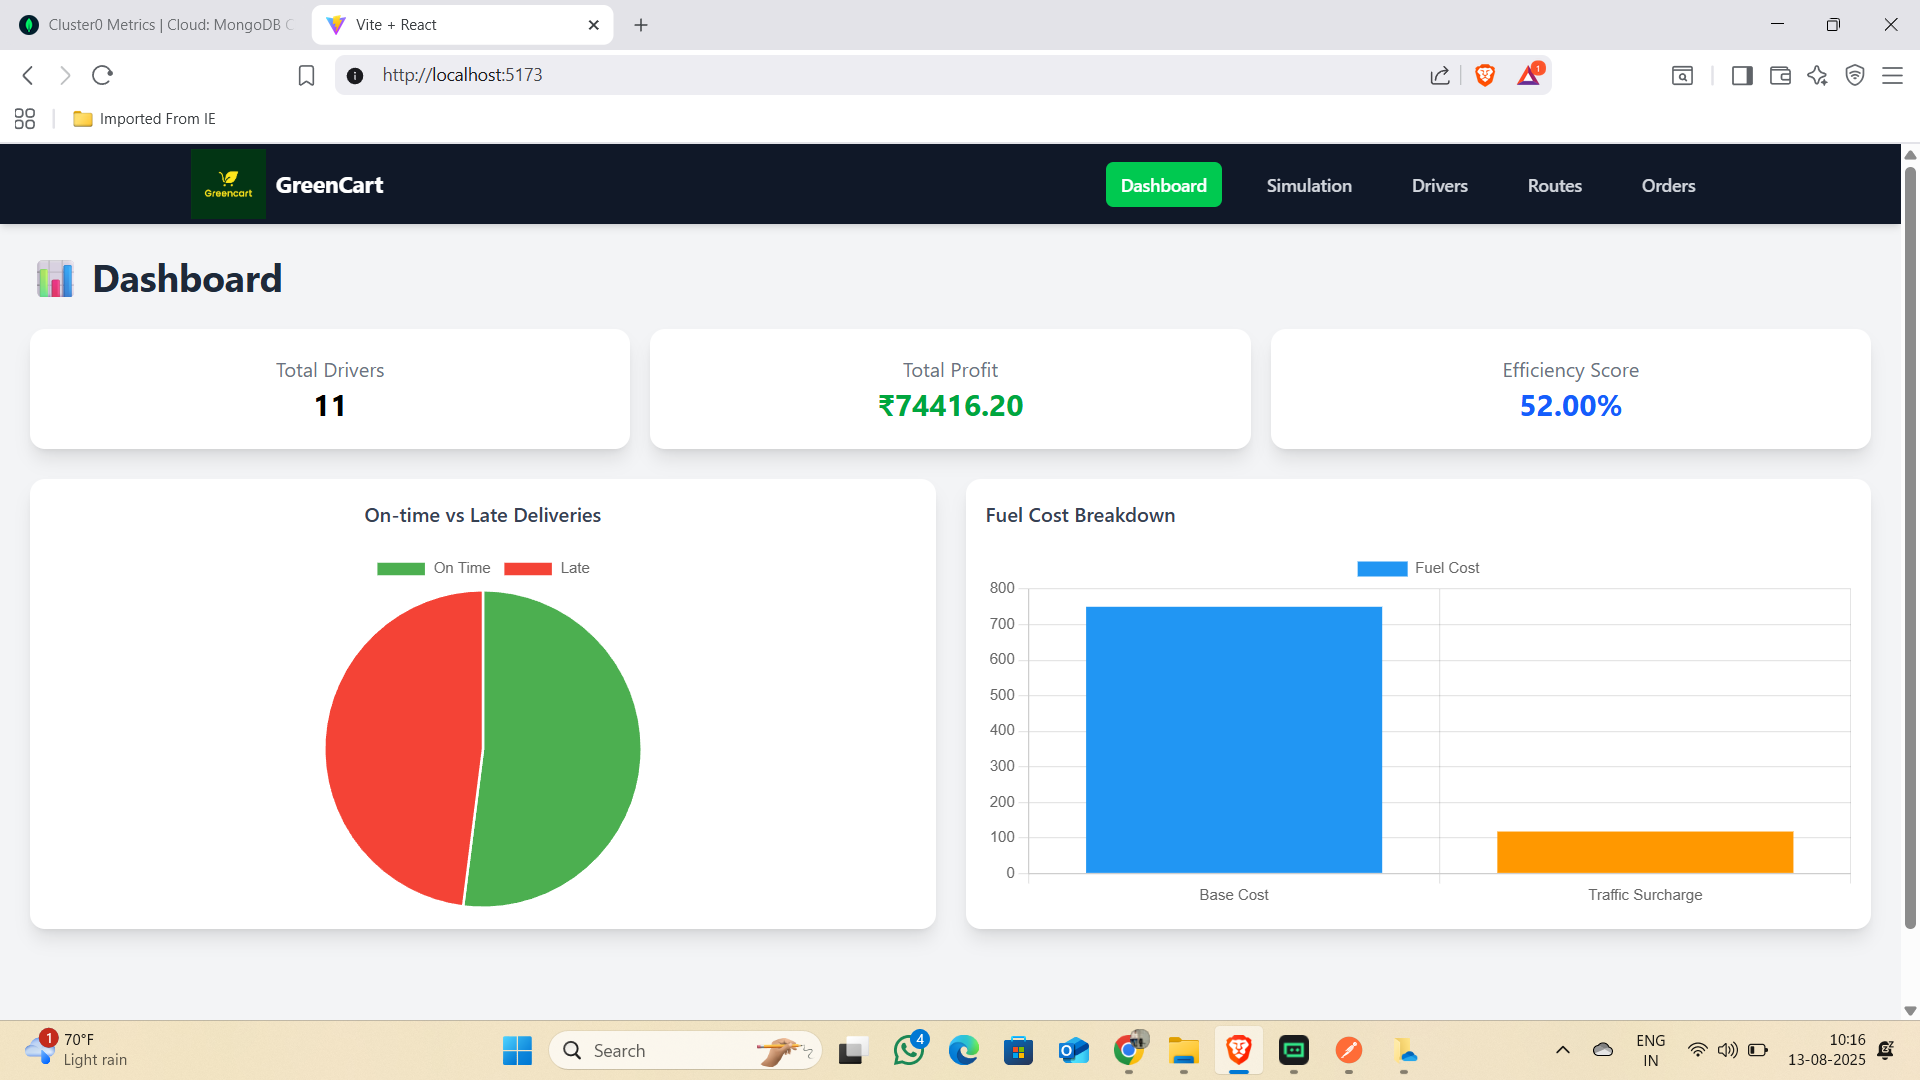 Cluster0 Metrics | Cloud: MongoDB C
Vite + React
http://localhost:5173
1
Imported From IE
Greencart
GreenCart
Dashboard
Simulation
Drivers
Routes
Orders
Dashboard
Total Drivers
11
Total Profit
₹74416.20
Efficiency Score
52.00%
On-time vs Late Deliveries
On Time
Late
Fuel Cost Breakdown
Fuel Cost
800
700
600
500
400
300
200
100
0
Base Cost
Traffic Surcharge
1
70°F
Light rain
Search
4
ENG
IN
10:16
13-08-2025